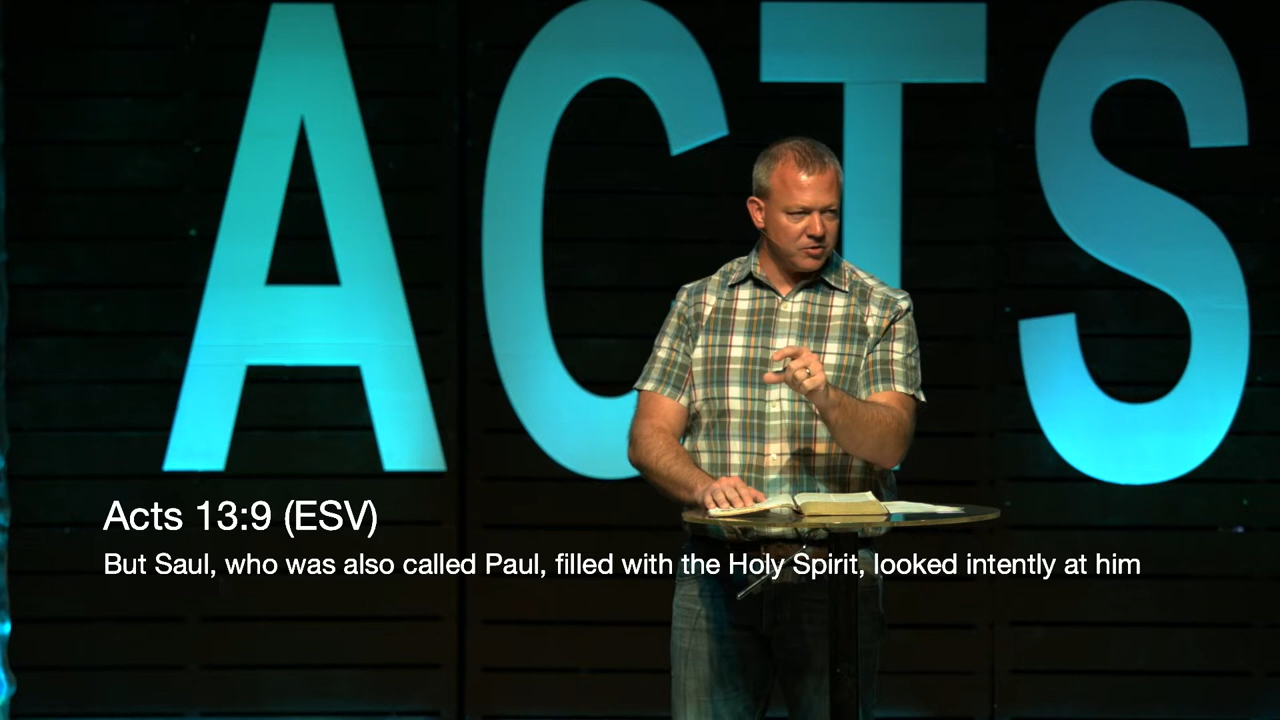 ACTS
Acts 13:9 (ESV)
But Saul, who was also called Paul, filled with the Holy Spirit, looked intently at him